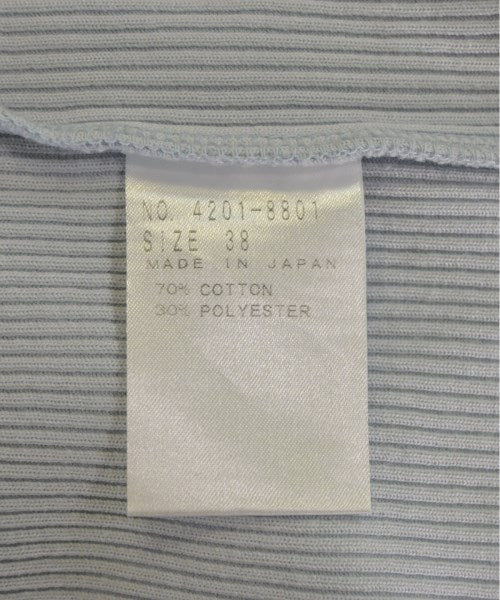 NO. 4201-8801
SIZE 38
MADE IN JAPAN
70% COTTON
30% POLYESTER